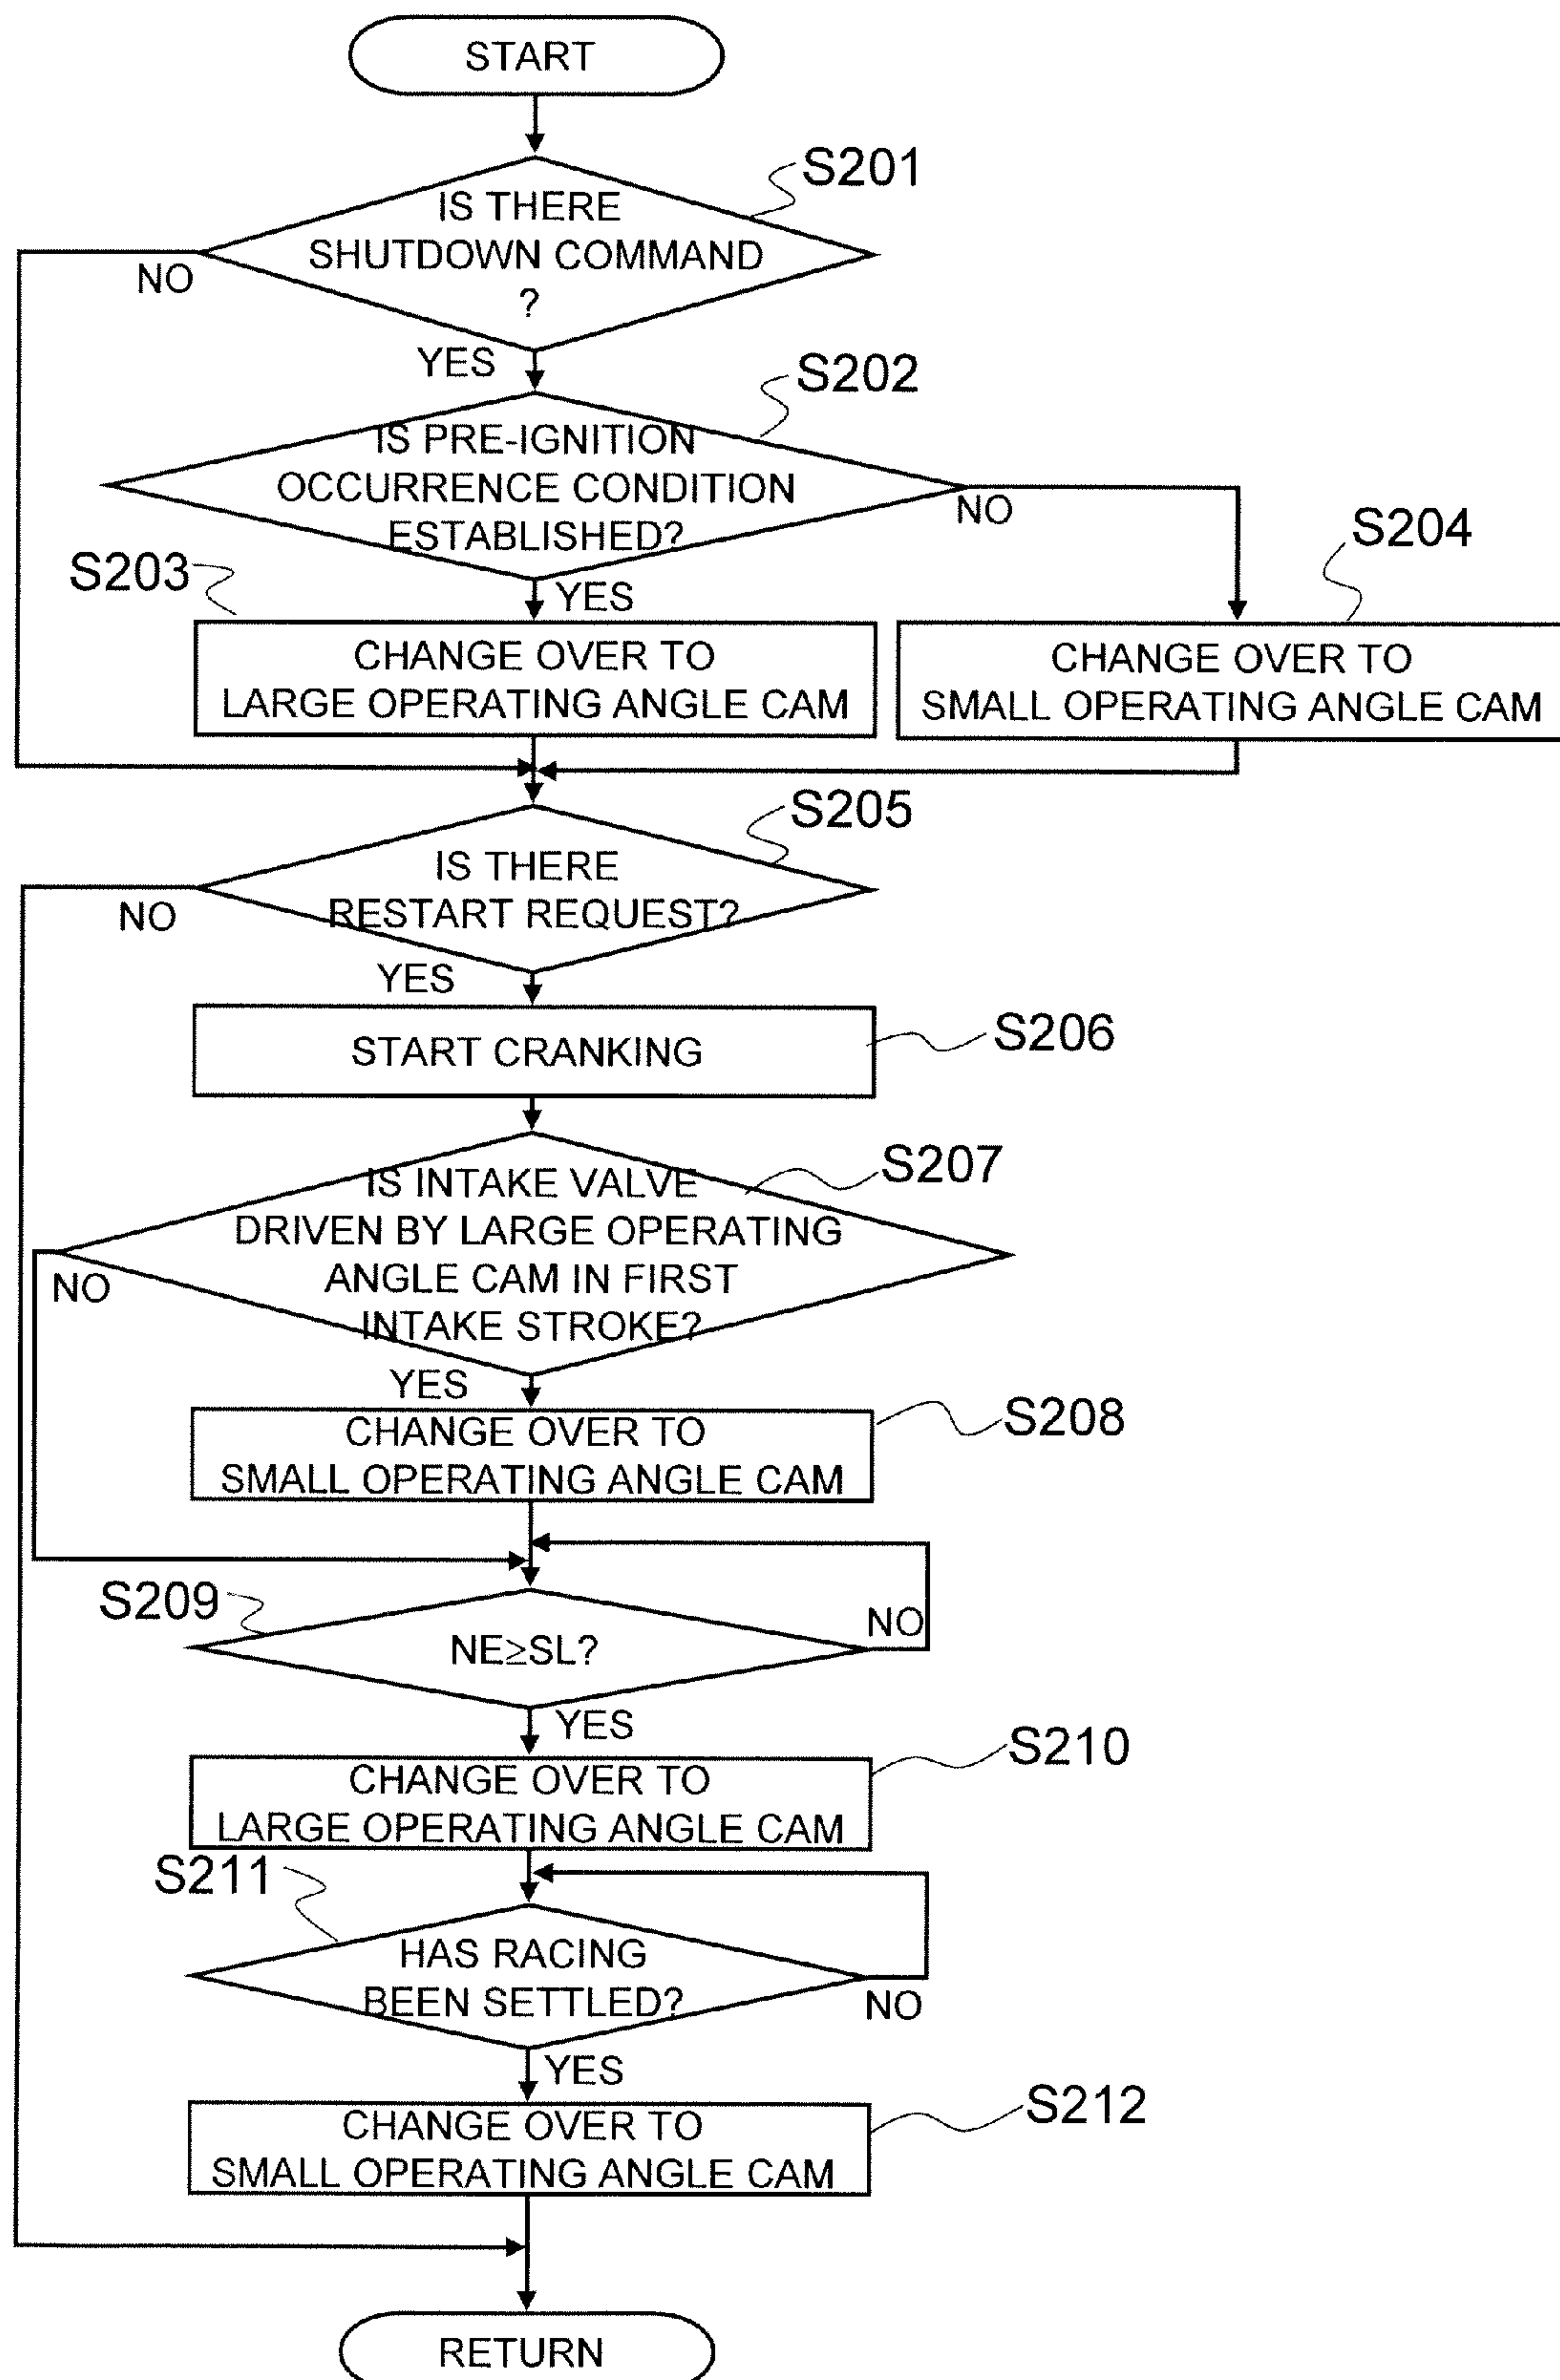 START
S201
IS THERE
SHUTDOWN COMMAND
?
NO
YES
S202
IS PRE-IGNITION
OCCURRENCE CONDITION
ESTABLISHED?
NO
S204
S203
YES
CHANGE OVER TO
LARGE OPERATING ANGLE CAM
CHANGE OVER TO
SMALL OPERATING ANGLE CAM
S205
IS THERE
RESTART REQUEST?
NO
YES
START CRANKING
S206
S207
IS INTAKE VALVE
DRIVEN BY LARGE OPERATING
ANGLE CAM IN FIRST
INTAKE STROKE?
NO
YES
S208
CHANGE OVER TO
SMALL OPERATING ANGLE CAM
S209
NE≥SL?
NO
YES
S210
CHANGE OVER TO
LARGE OPERATING ANGLE CAM
S211
HAS RACING
BEEN SETTLED?
NO
YES
S212
CHANGE OVER TO
SMALL OPERATING ANGLE CAM
RETURN